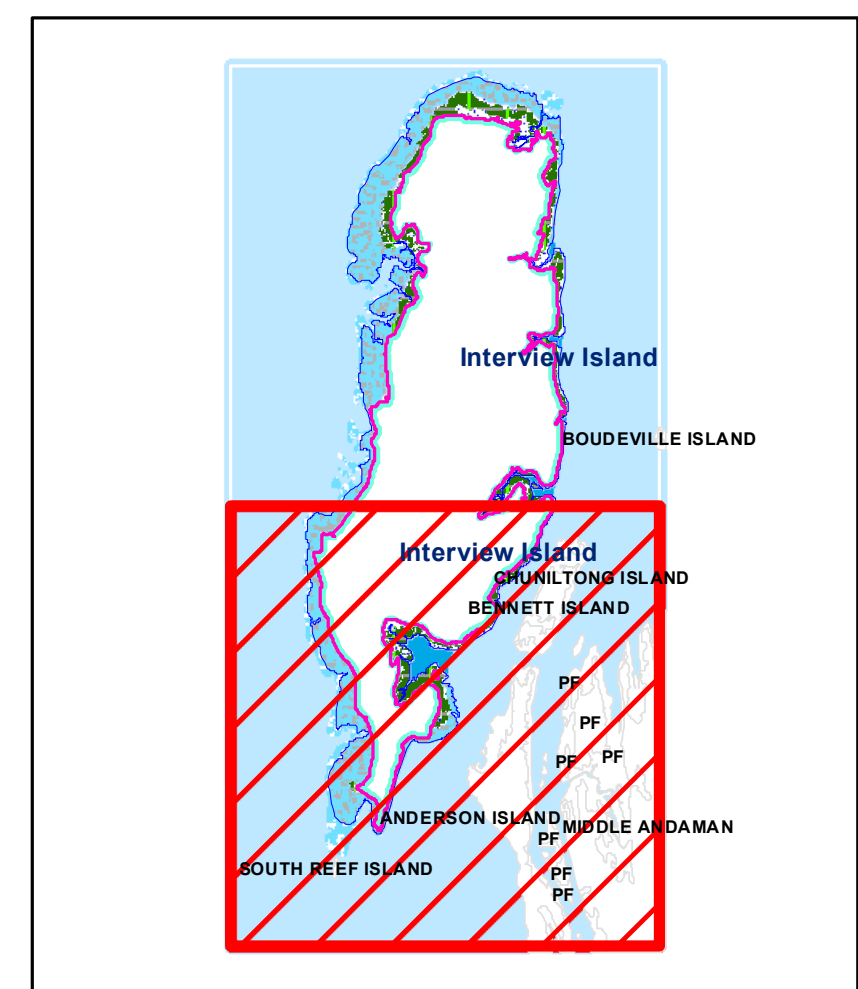 Interview Island
BOUDEVILLE ISLAND
Interview Island
CHUNILTONG ISLAND
BENNETT ISLAND
PF
PF
PF PF
ANDERSON ISLAND
MIDDLE ANDAMAN
PF
SOUTH REEF ISLAND
PF
PF